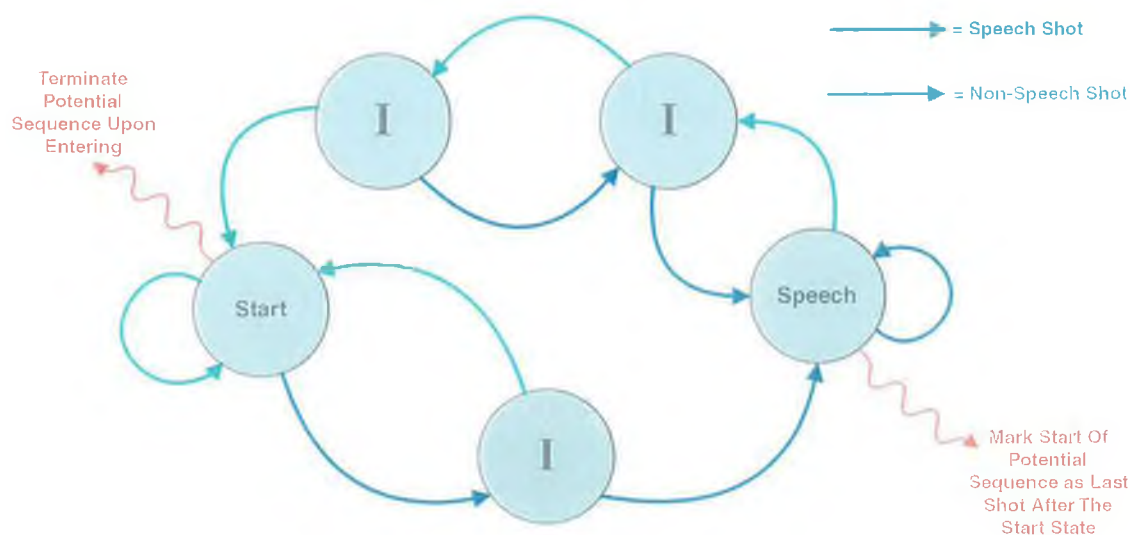 = Speech Shot
= Non-Speech Shot
Terminate
Potential
Sequence Upon
Entering
I
I
Start
Speech
I
Mark Start Of
Potential
Sequence as Last
Shot After The
Start State